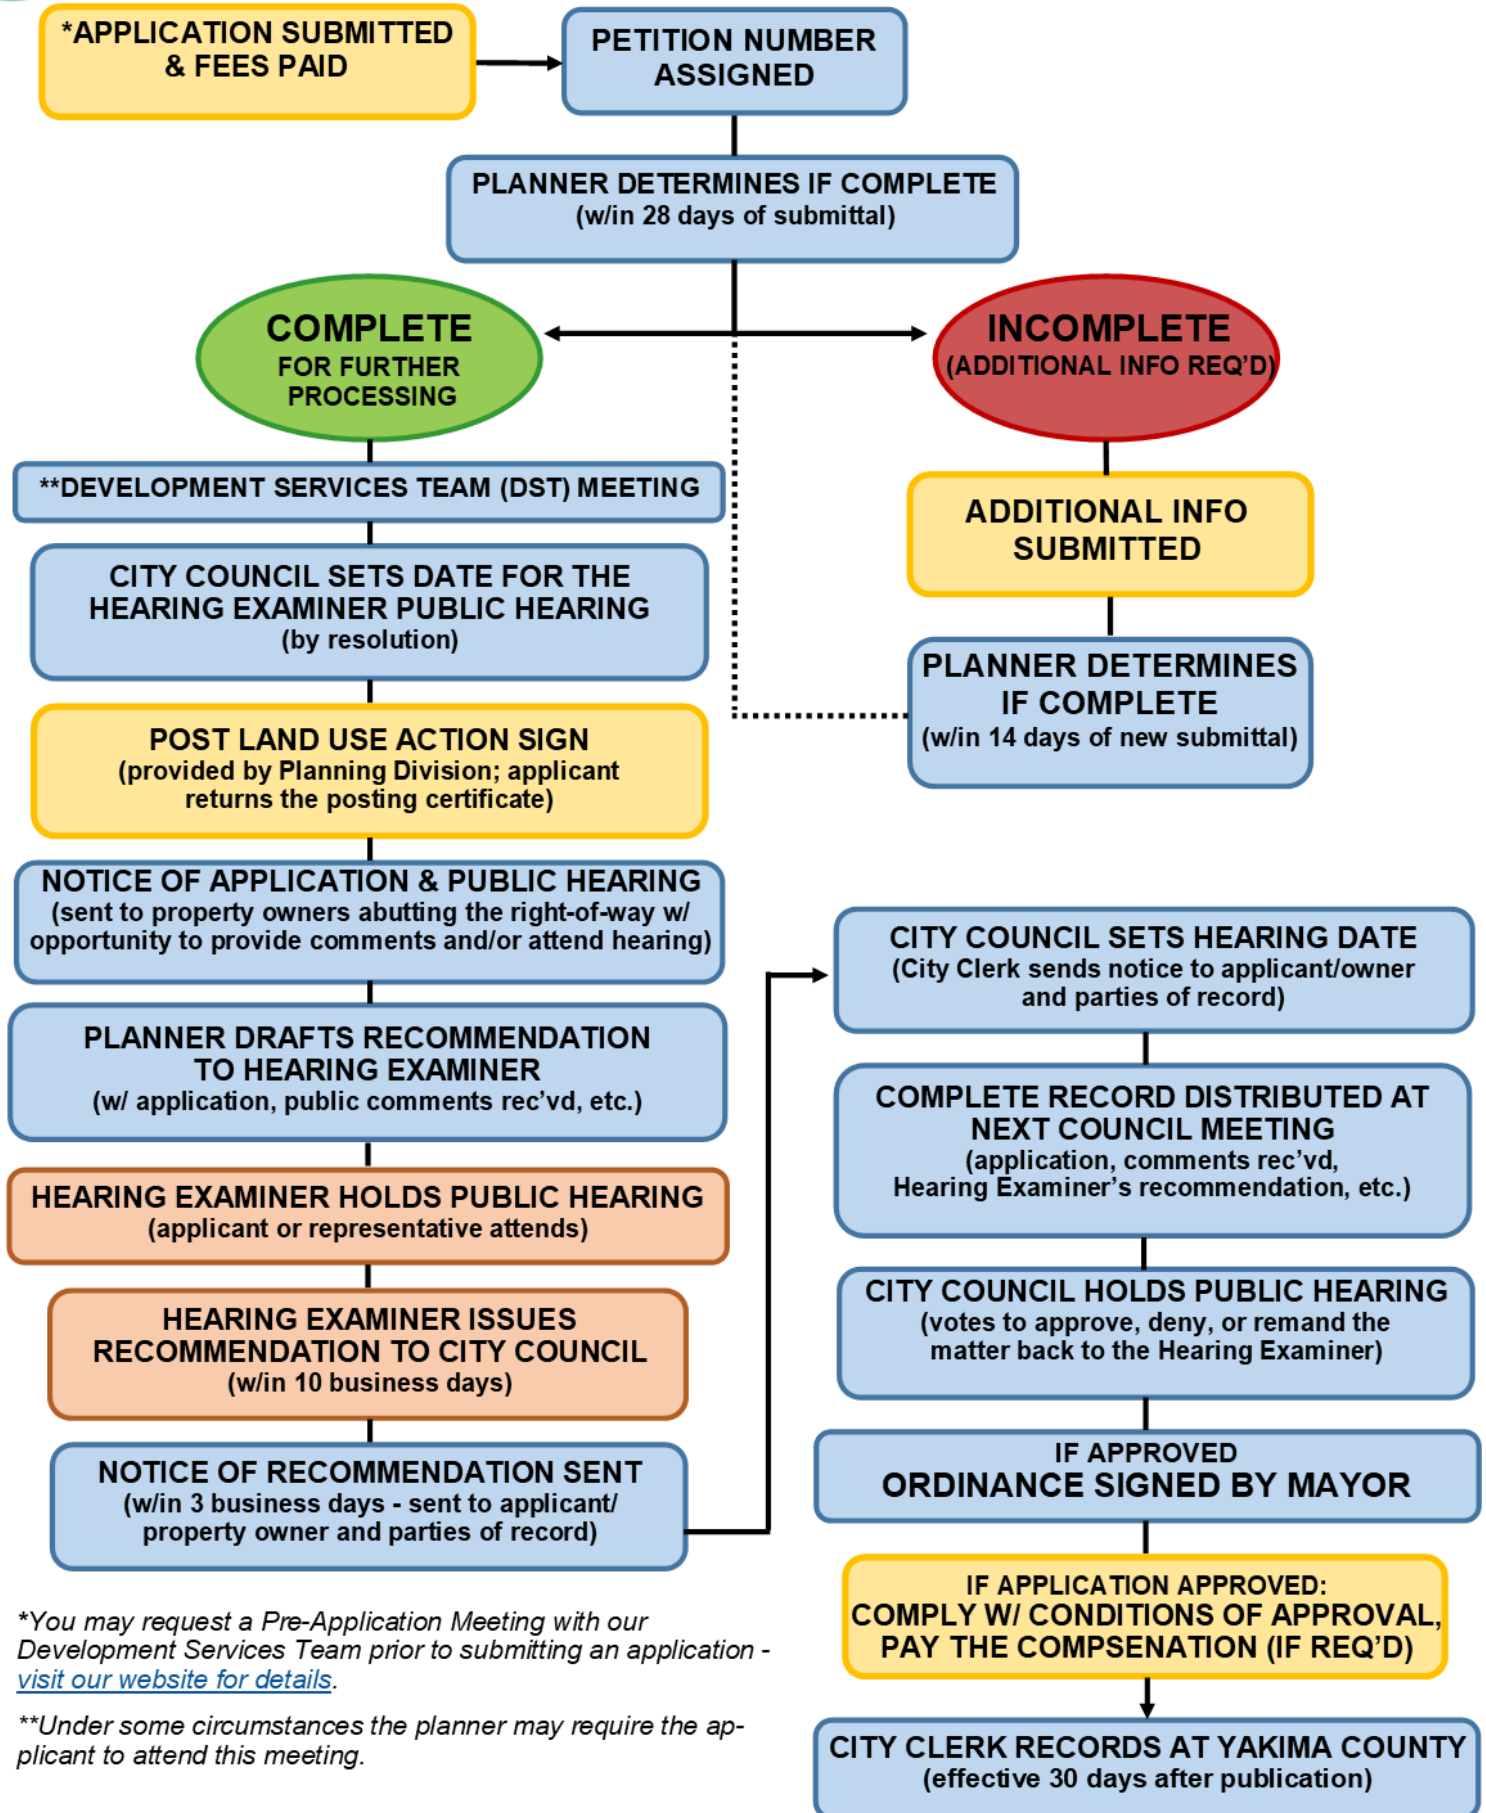 *APPLICATION SUBMITTED
& FEES PAID
PETITION NUMBER
ASSIGNED
PLANNER DETERMINES IF COMPLETE
(w/in 28 days of submittal)
COMPLETE
FOR FURTHER
PROCESSING
INCOMPLETE
(ADDITIONAL INFO REQ'D)
**DEVELOPMENT SERVICES TEAM (DST) MEETING
CITY COUNCIL SETS DATE FOR THE
HEARING EXAMINER PUBLIC HEARING
(by resolution)
POST LAND USE ACTION SIGN
(provided by Planning Division; applicant
returns the posting certificate)
NOTICE OF APPLICATION & PUBLIC HEARING
(sent to property owners abutting the right-of-way w/
opportunity to provide comments and/or attend hearing)
PLANNER DRAFTS RECOMMENDATION
TO HEARING EXAMINER
(w/ application, public comments rec'vd, etc.)
HEARING EXAMINER HOLDS PUBLIC HEARING
(applicant or representative attends)
HEARING EXAMINER ISSUES
RECOMMENDATION TO CITY COUNCIL
(w/in 10 business days)
NOTICE OF RECOMMENDATION SENT
(w/in 3 business days - sent to applicant/
property owner and parties of record)
ADDITIONAL INFO
SUBMITTED
PLANNER DETERMINES
IF COMPLETE
(w/in 14 days of new submittal)
CITY COUNCIL SETS HEARING DATE
(City Clerk sends notice to applicant/owner
and parties of record)
COMPLETE RECORD DISTRIBUTED AT
NEXT COUNCIL MEETING
(application, comments rec'vd,
Hearing Examiner's recommendation, etc.)
CITY COUNCIL HOLDS PUBLIC HEARING
(votes to approve, deny, or remand the
matter back to the Hearing Examiner)
IF APPROVED
ORDINANCE SIGNED BY MAYOR
IF APPLICATION APPROVED:
COMPLY W/ CONDITIONS OF APPROVAL,
PAY THE COMPSENATION (IF REQ'D)
CITY CLERK RECORDS AT YAKIMA COUNTY
(effective 30 days after publication)
*You may request a Pre-Application Meeting with our
Development Services Team prior to submitting an application -
visit our website for details.
**Under some circumstances the planner may require the ap-
plicant to attend this meeting.